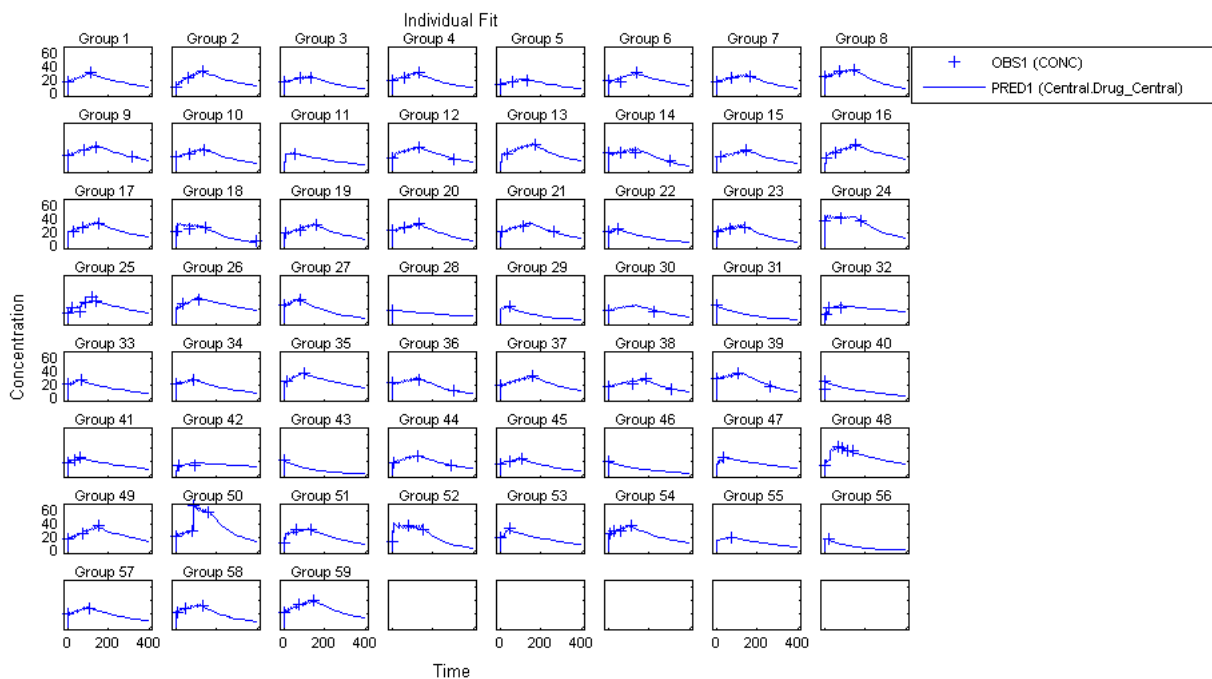 Individual Fit
Group 1 Group 2 Group 3 Group 4 Group 5 Group 6 Group 7 Group 8
60
40
20
0
OBS1 (CONC)
PRED1 (Central.Drug_Central)
Group 9 Group 10 Group 11 Group 12 Group 13 Group 14 Group 15 Group 16
Group 17 Group 18 Group 19 Group 20 Group 21 Group 22 Group 23 Group 24
60
40
20
0
Group 25 Group 26 Group 27 Group 28 Group 29 Group 30 Group 31 Group 32
Concentration
Group 33 Group 34 Group 35 Group 36 Group 37 Group 38 Group 39 Group 40
60
40
20
0
Group 41 Group 42 Group 43 Group 44 Group 45 Group 46 Group 47 Group 48
Group 49 Group 50 Group 51 Group 52 Group 53 Group 54 Group 55 Group 56
60
40
20
0
Group 57 Group 58 Group 59
0 200 400 0 200 400 0 200 400 0 200 400
Time